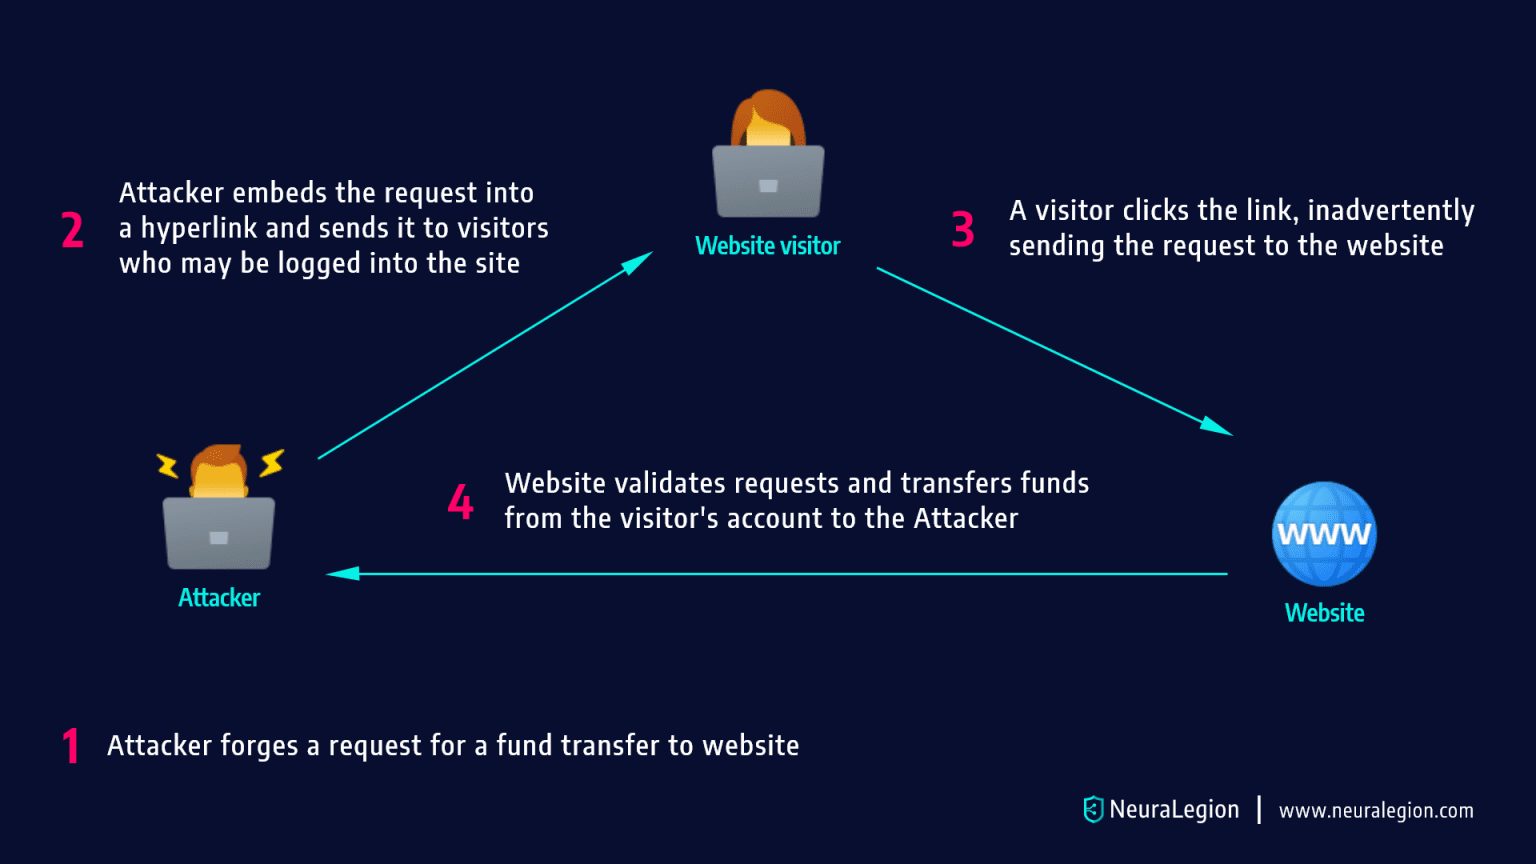 2
Attacker embeds the request into
a hyperlink and sends it to visitors
who may be logged into the site
Website visitor
3
A visitor clicks the link, inadvertently
sending the request to the website
4
Website validates requests and transfers funds
from the visitor's account to the Attacker
Attacker
www
Website
1
Attacker forges a request for a fund transfer to website
NeuraLegion | www.neuralegion.com